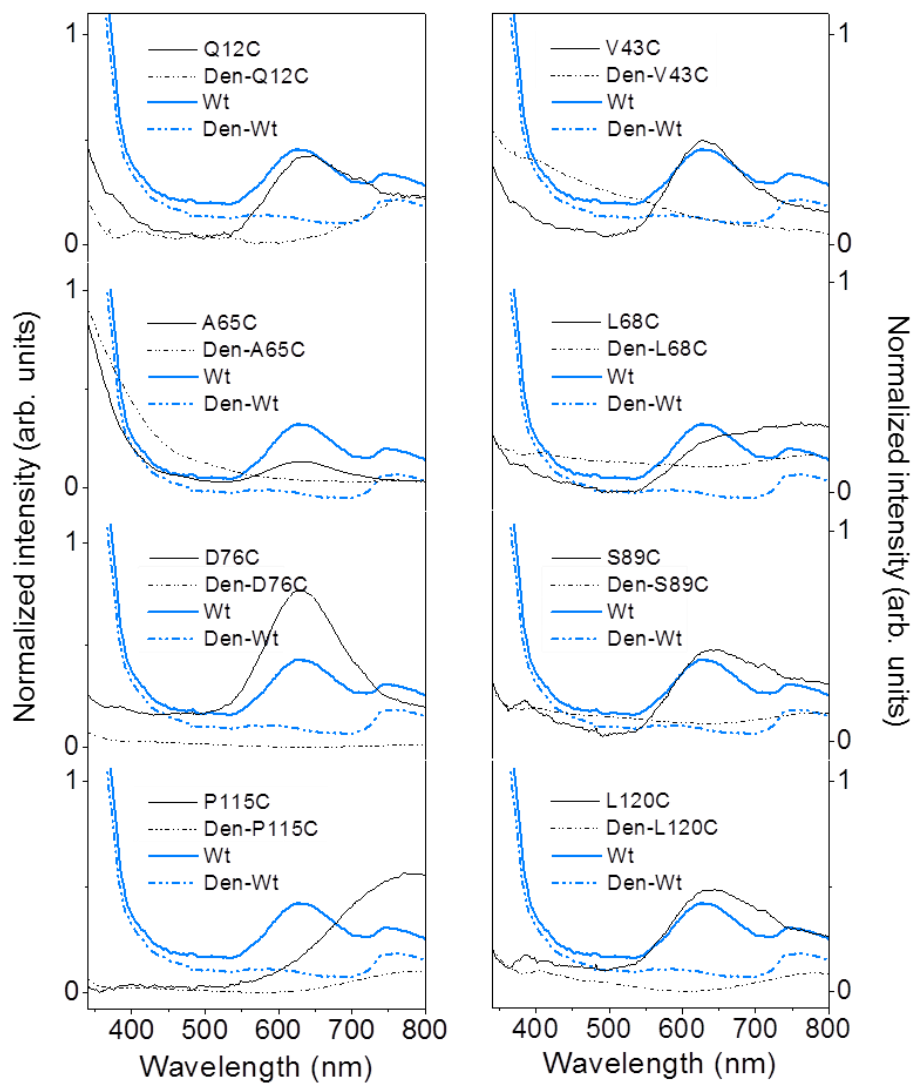 Normalized intensity (arb. units)
1
Q12C
Den-Q12C
Wt
Den-Wt
0
V43C
Den-V43C
Wt
Den-Wt
1
0
1
A65C
Den-A65C
Wt
Den-Wt
0
L68C
Den-L68C
Wt
Den-Wt
1
0
1
D76C
Den-D76C
Wt
Den-Wt
0
S89C
Den-S89C
Wt
Den-Wt
1
0
1
P115C
Den-P115C
Wt
Den-Wt
0
L120C
Den-L120C
Wt
Den-Wt
1
0
Normalized intensity (arb. units)
400 500 600 700 800
400 500 600 700 800
Wavelength (nm)
Wavelength (nm)